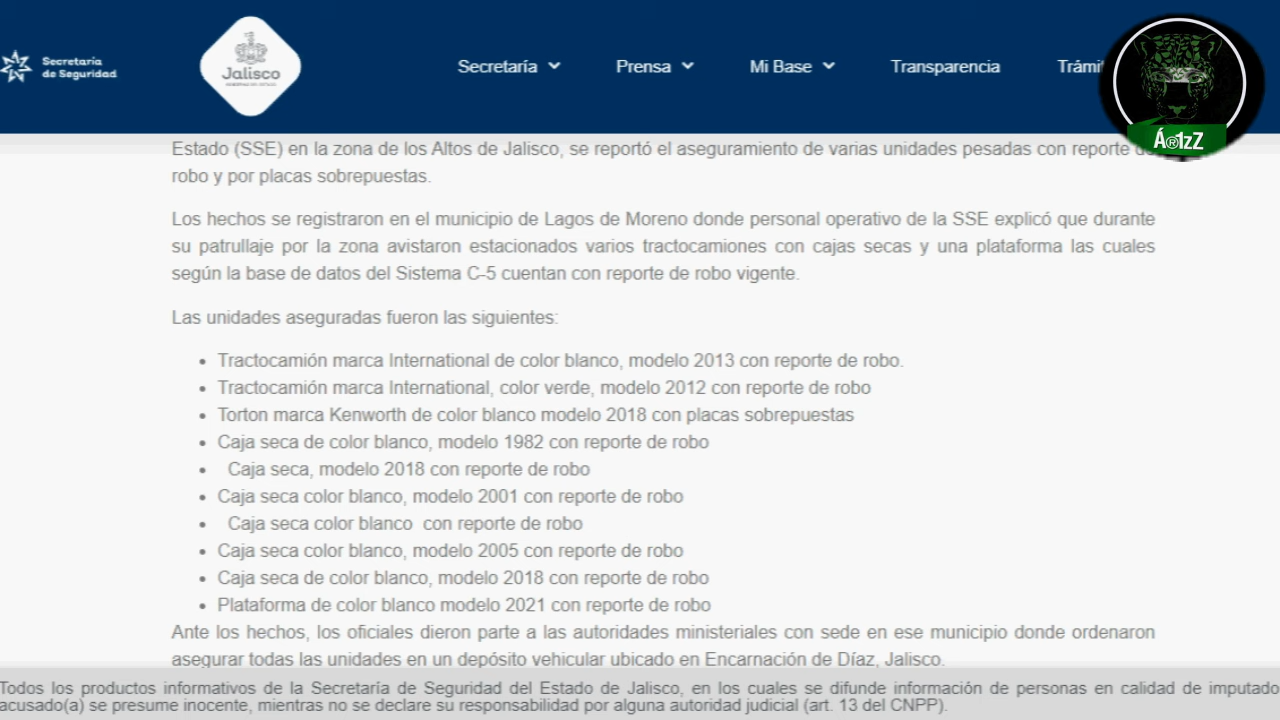 Secretaría
de Seguridad
Jalisco
Secretaría
Prensa
Mi Base
Transparencia
Á®1zZ
Estado (SSE) en la zona de los Altos de Jalisco, se reportó el aseguramiento de varias unidades pesadas con reporte de
robo y por placas sobrepuestas.
Los hechos se registraron en el municipio de Lagos de Moreno donde personal operativo de la SSE explicó que durante
su patrullaje por la zona avistaron estacionados varios tractocamiones con cajas secas y una plataforma las cuales
según la base de datos del Sistema C-5 cuentan con reporte de robo vigente.
Las unidades aseguradas fueron las siguientes:
• Tractocamión marca International de color blanco, modelo 2013 con reporte de robo.
• Tractocamión marca International, color verde, modelo 2012 con reporte de robo
• Torton marca Kenworth de color blanco modelo 2018 con placas sobrepuestas
• Caja seca de color blanco, modelo 1982 con reporte de robo
• Caja seca, modelo 2018 con reporte de robo
• Caja seca color blanco, modelo 2001 con reporte de robo
• Caja seca color blanco con reporte de robo
• Caja seca color blanco, modelo 2005 con reporte de robo
• Caja seca de color blanco, modelo 2018 con reporte de robo
• Plataforma de color blanco modelo 2021 con reporte de robo
Ante los hechos, los oficiales dieron parte a las autoridades ministeriales con sede en ese municipio donde ordenaron
asegurar todas las unidades en un depósito vehicular ubicado en Encarnación de Díaz, Jalisco.
Todos los productos informativos de la Secretaría de Seguridad del Estado de Jalisco, en los cuales se difunde información de personas en calidad de imputado
acusado(a) se presume inocente, mientras no se declare su responsabilidad por alguna autoridad judicial (art. 13 del CNPP).